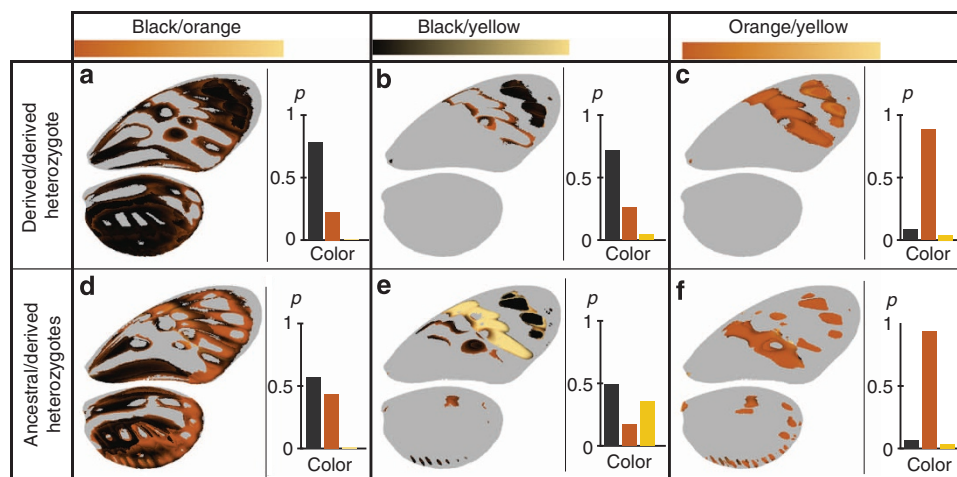 Black/orange
Black/yellow
Orange/yellow
Derived/derived
heterozygote
a
p
1
0.5
0
Color
b
p
1
0.5
0
Color
c
p
1
0.5
0
Color
Ancestral/derived
heterozygotes
d
p
1
0.5
0
Color
e
p
1
0.5
0
Color
f
p
1
0.5
0
Color